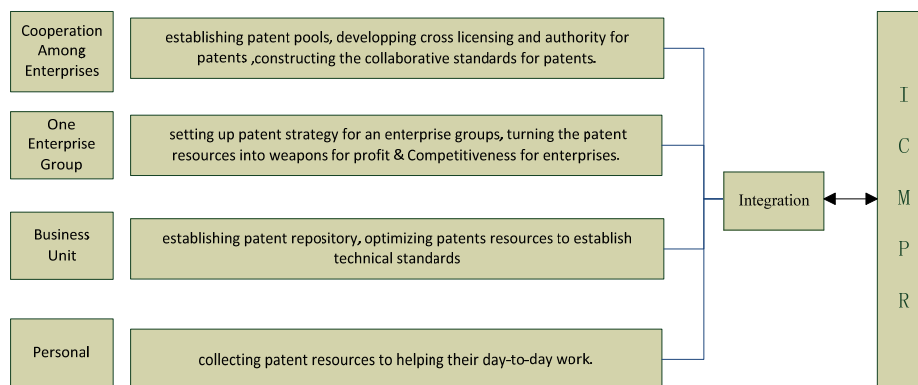 Cooperation
Among
Enterprises
establishing patent pools, developping cross licensing and authority for
patents ,constructing the collaborative standards for patents.
One
Enterprise
Group
setting up patent strategy for an enterprise groups, turning the patent
resources into weapons for profit & Competitiveness for enterprises.
Business
Unit
establishing patent repository, optimizing patents resources to establish
technical standards
Personal
collecting patent resources to helping their day-to-day work.
Integration
I
C
M
P
R